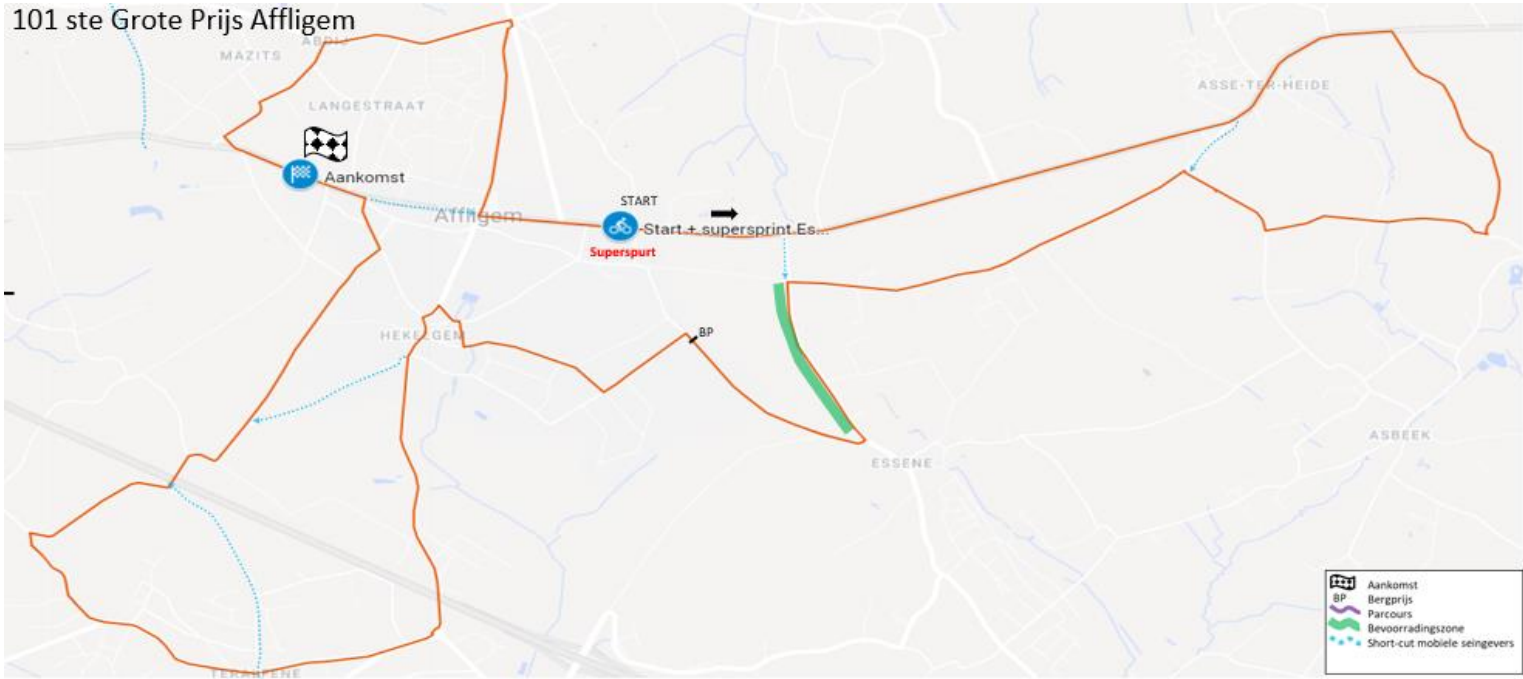 101 ste Grote Prijs Affligem
ABDIJ
MAZITS
LANGESTRAAT
ASSE-TER-HEIDE
Aankomst
START
Affligem
Start + supersprint Es...
Superspurt
BP
HEKELGEM
ESSENE
ASBEEK
TERALFENE
Aankomst
BP Bergprijs
Parcours
Bevoorradingszone
Short-cut mobiele seingevers